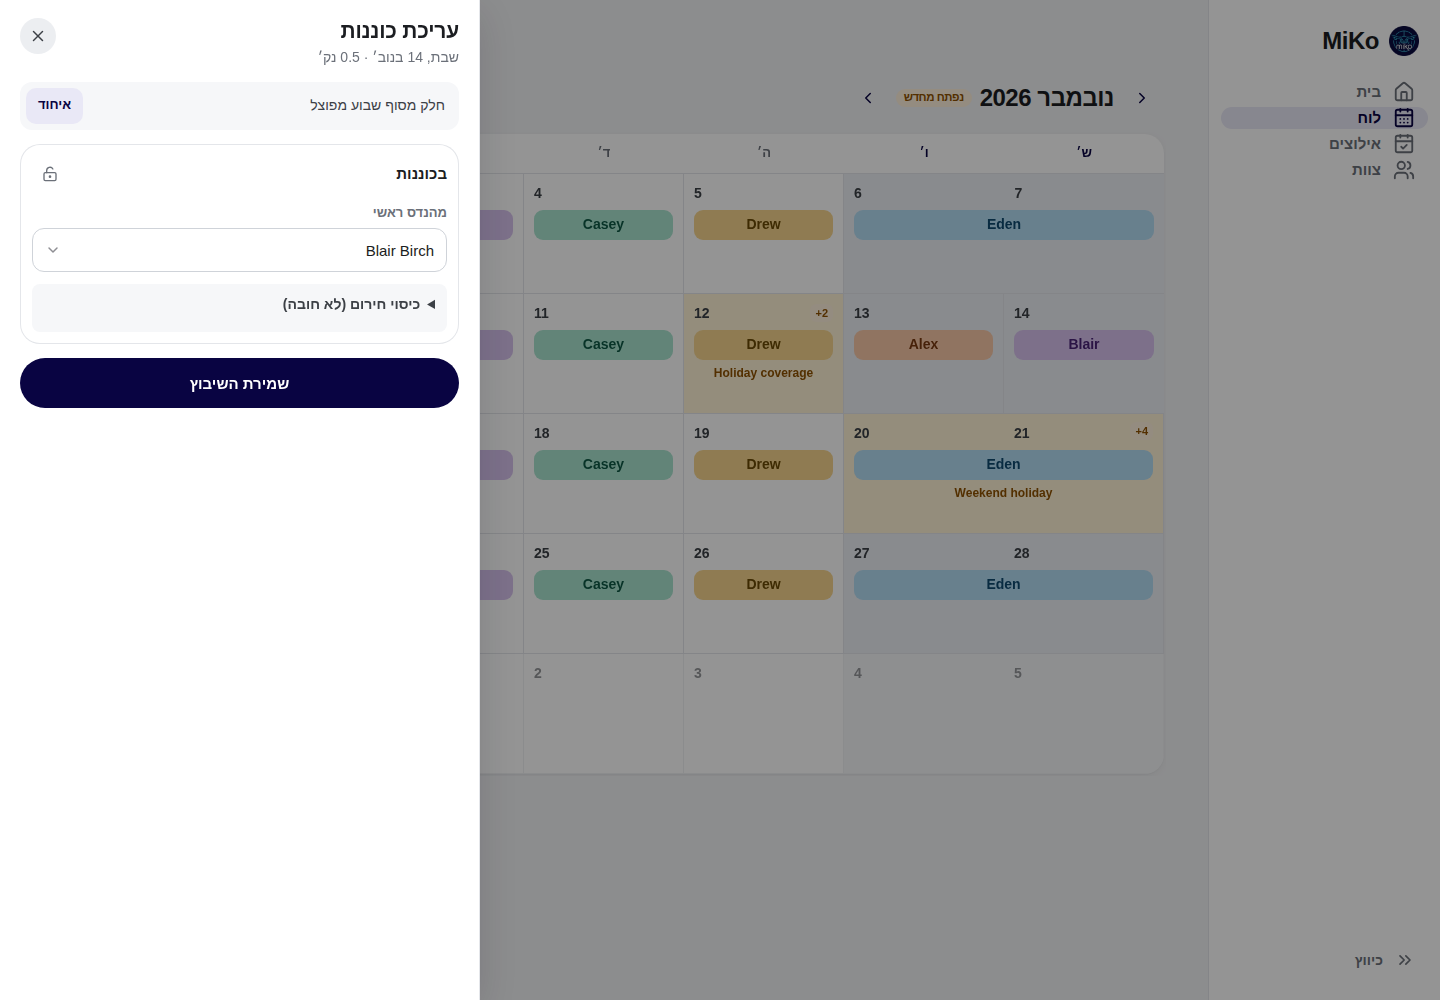 עריכת כוננות
שבת, 14 בנוב׳ · 0.5 נק׳
חלק מסוף שבוע מפוצל
איחוד
בכוננות
מהנדס ראשי
Blair Birch
◀ כיסוי חירום (לא חובה)
שמירת השיבוץ
MiKo
בית
לוח
אילוצים
צוות
כיווץ
נובמבר 2026
נפתח מחדש
ש׳ ו׳ ה׳ ד׳
4 5 6 7
Casey Drew Eden
11 12 +2 13 14
Casey Drew Alex Blair
Holiday coverage
18 19 20 21 +4
Casey Drew Eden
Weekend holiday
25 26 27 28
Casey Drew Eden
2 3 4 5